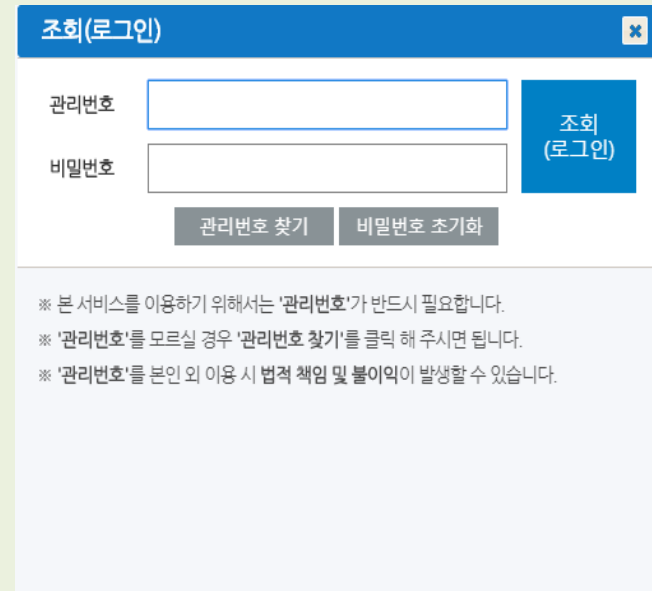 조회(로그인)
관리번호
조회
(로그인)
비밀번호
관리번호 찾기 비밀번호 초기화
※ 본 서비스를 이용하기 위해서는 '관리번호'가 반드시 필요합니다.
※ '관리번호'를 모르실 경우 '관리번호 찾기'를 클릭 해 주시면 됩니다.
※ '관리번호'를 본인 외 이용 시 법적 책임 및 불이익이 발생할 수 있습니다.